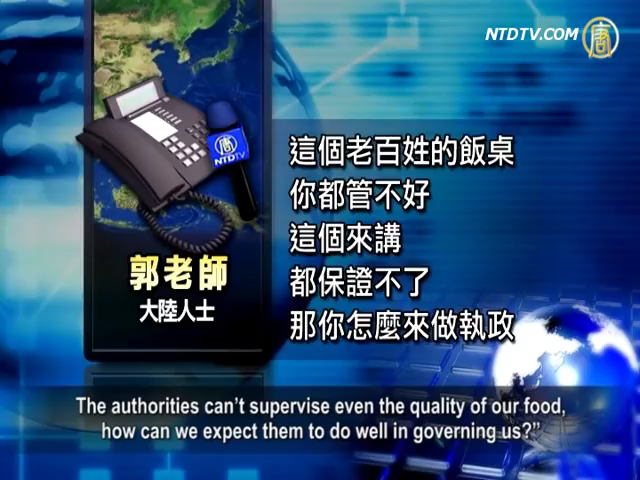 NTDTV.COM
唐
唐
NTDTV
這個老百姓的飯桌
你都管不好
這個來講
都保證不了
那你怎麼來做執政
郭老師
大陸人士
The authorities can't supervise even the quality of our food,
how can we expect them to do well in governing us?”